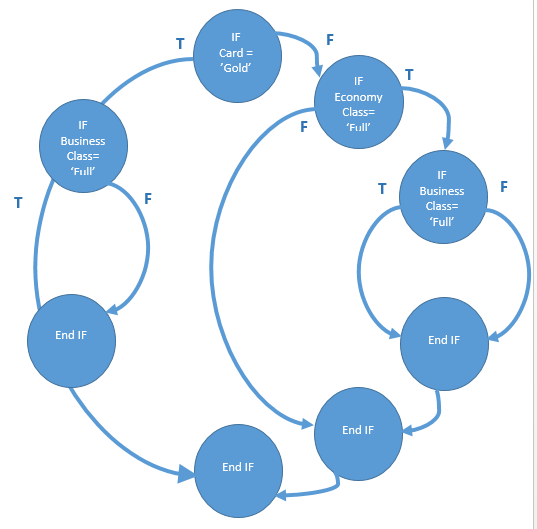 IF
Card =
‘Gold’
T
F
IF
Economy
Class=
‘Full’
T
F
IF
Business
Class=
‘Full’
T
F
IF
Business
Class=
‘Full’
T
F
End IF
End IF
End IF
End IF